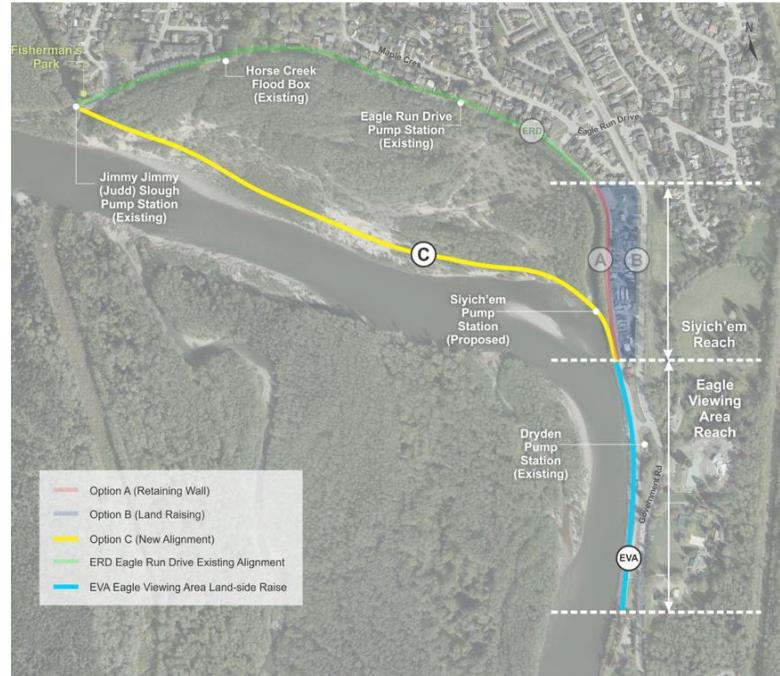 N
Fisherman's
Park
Maple Cres
Horse Creek
Flood Box
(Existing)
Eagle Run Drive
Pump Station
(Existing)
ERD
Eagle Run Drive
Jimmy Jimmy
(Judd) Slough
Pump Station
(Existing)
C
A
B
Siyich'em
Pump
Station
(Proposed)
Siyich'em
Reach
Eagle
Viewing
Area
Reach
Dryden
Pump
Station
(Existing)
Government Rd
EVA
Option A (Retaining Wall)
Option B (Land Raising)
Option C (New Alignment)
ERD Eagle Run Drive Existing Alignment
EVA Eagle Viewing Area Land-side Raise